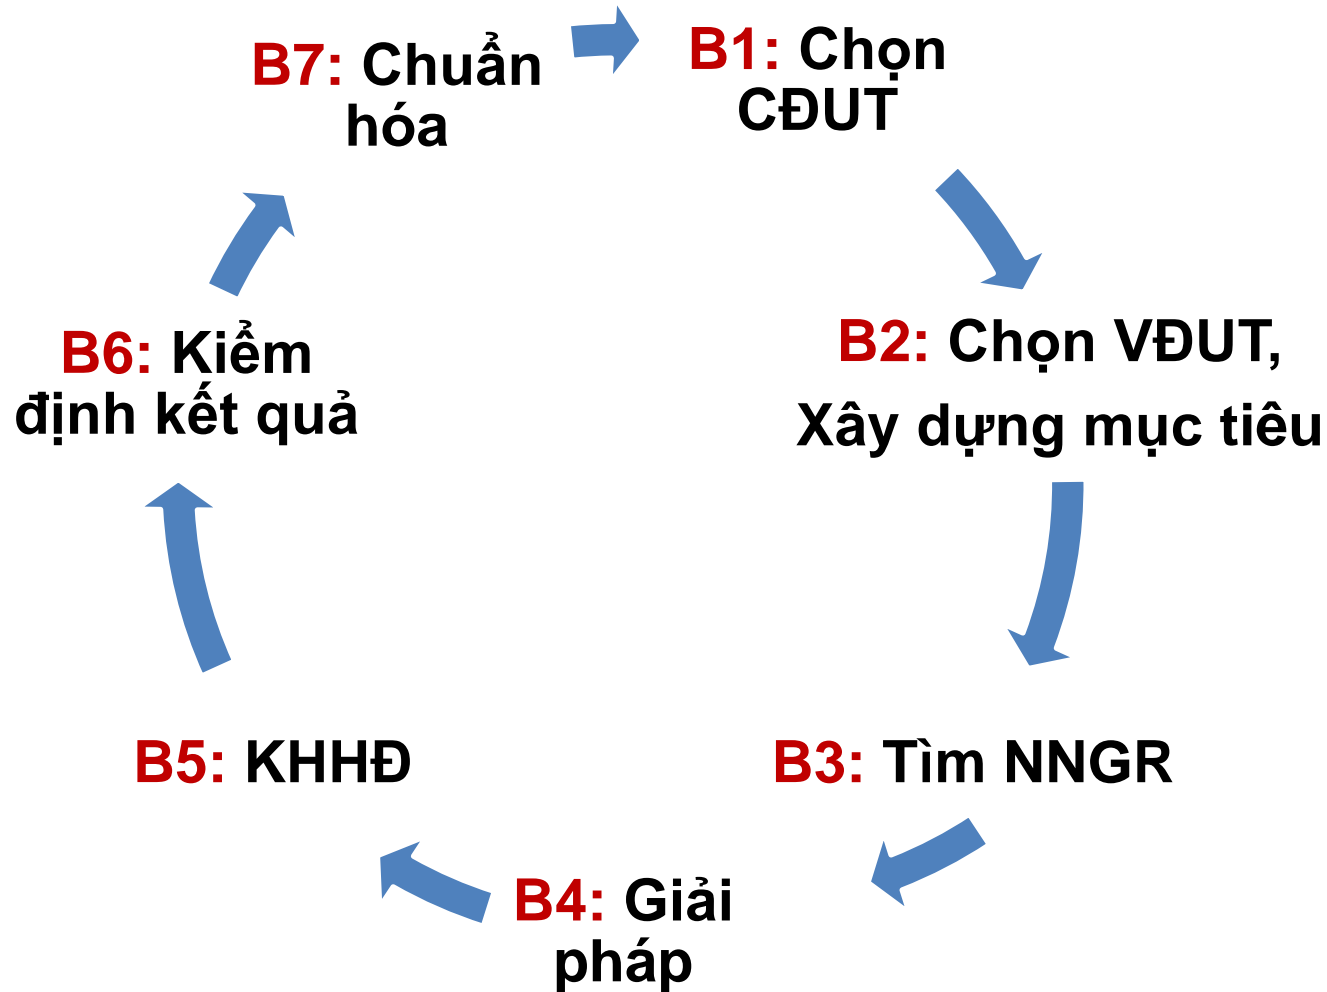 B1: Chọn
CĐUT
B2: Chọn VĐUT,
Xây dựng mục tiêu
B3: Tìm NNGR
B4: Giải
pháp
B5: KHHĐ
B6: Kiểm
định kết quả
B7: Chuẩn
hóa